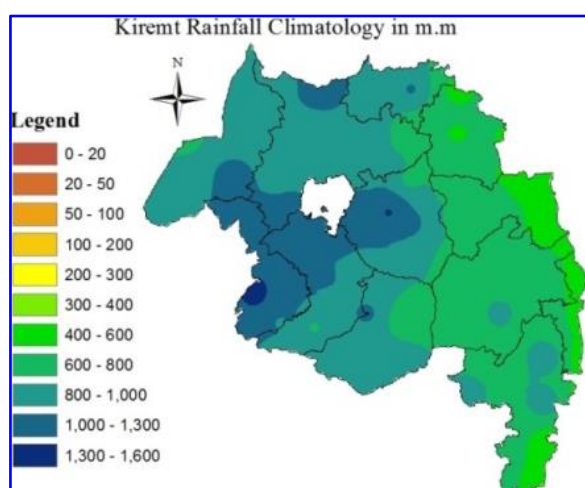 Kiremt Rainfall Climatology in m.m
N
Legend
0 - 20
20 - 50
50 - 100
100 - 200
200 - 300
300 - 400
400 - 600
600 - 800
800 - 1,000
1,000 - 1,300
1,300 - 1,600